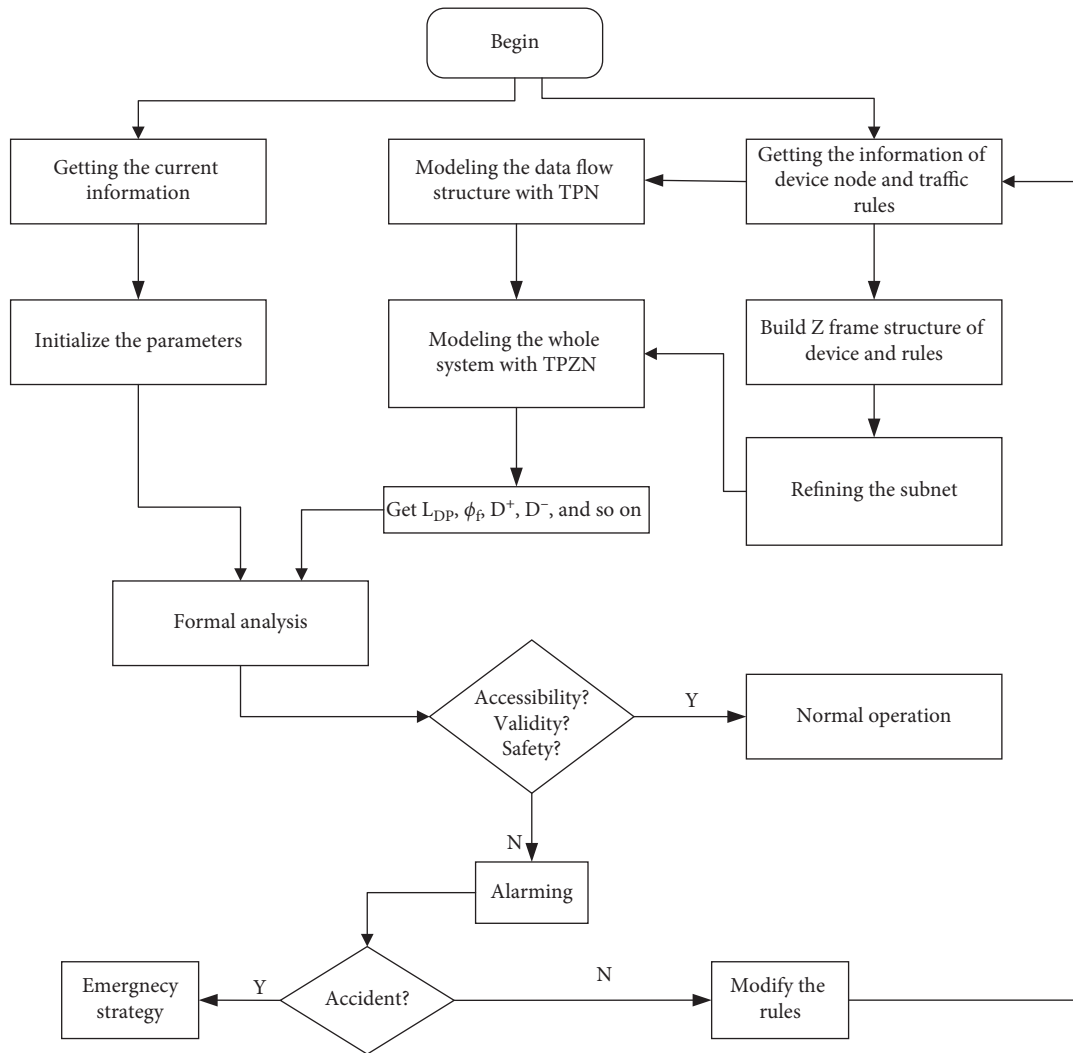 Begin
Getting the current
information
Modeling the data flow
structure with TPN
Getting the information of
device node and traffic
rules
Initialize the parameters
Modeling the whole
system with TPZN
Build Z frame structure of
device and rules
Refining the subnet
Get L_DP, ϕ_f, D⁺, D⁻, and so on
Formal analysis
Accessibility?
Validity?
Safety?
Y
Normal operation
N
Alarming
Emergnecy
strategy
Y
Accident?
N
Modify the
rules